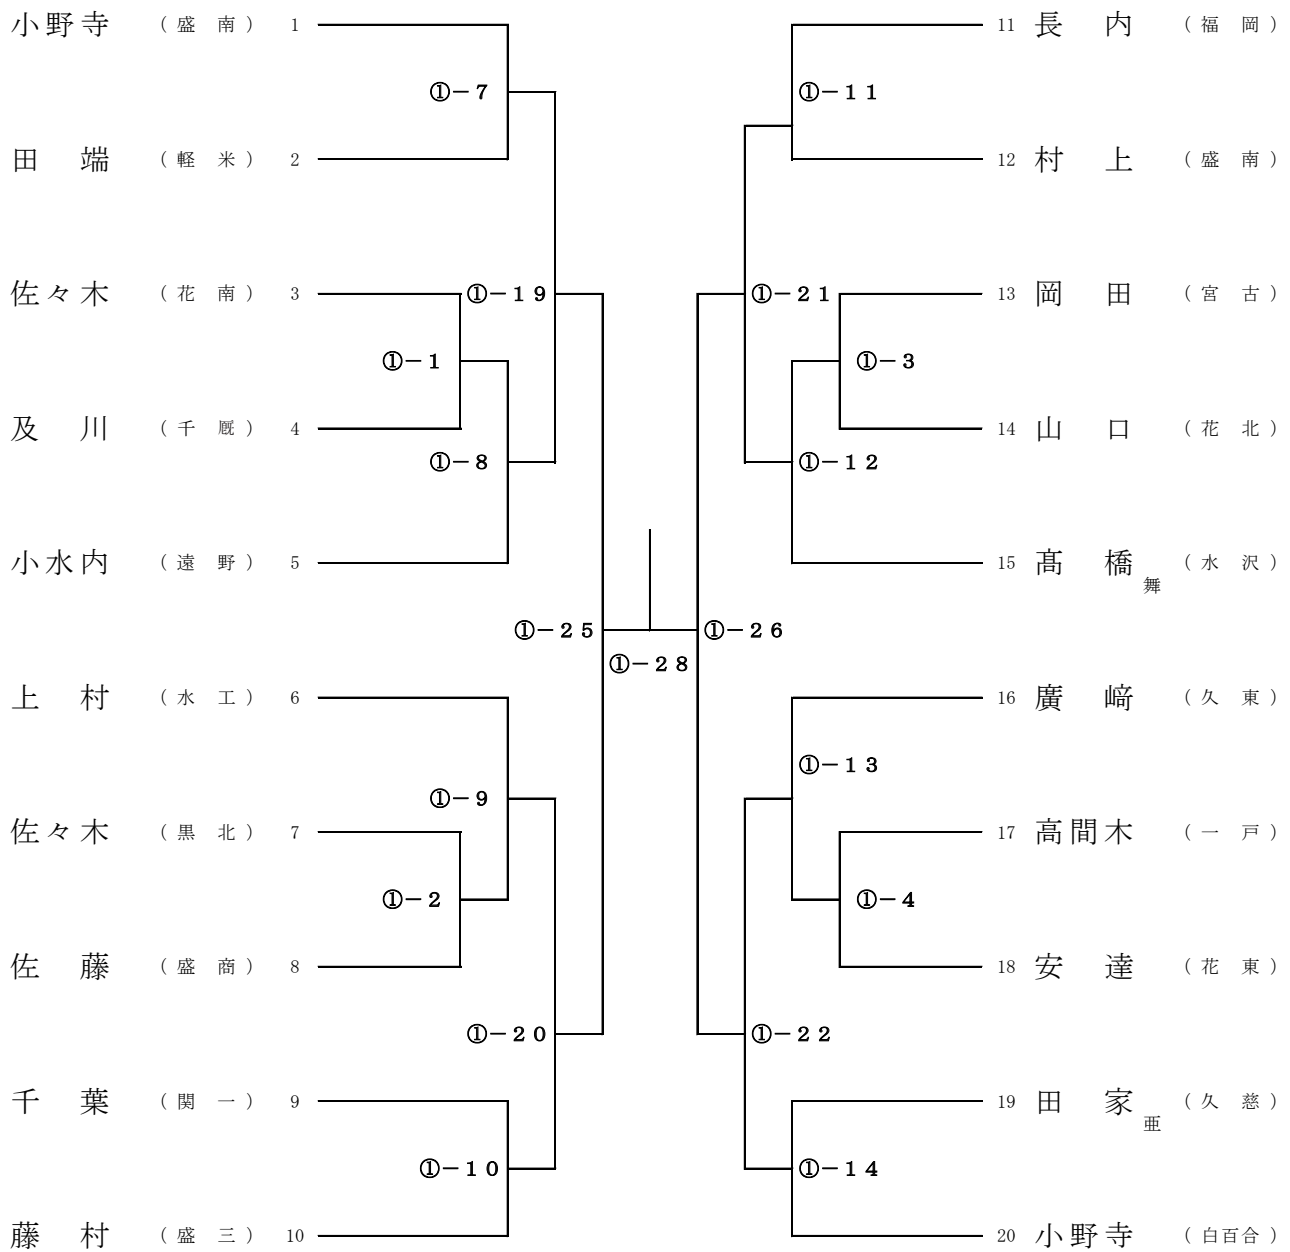 小野寺 (盛 南) 1
①－7
田 端 (軽 米) 2
佐々木 (花 南) 3
①－19
①－1
及 川 (千 厩) 4
①－8
小水内 (遠 野) 5
①－25
上 村 (水 工) 6
①－9
佐々木 (黒 北) 7
①－2
佐 藤 (盛 商) 8
①－20
千 葉 (関 一) 9
①－10
藤 村 (盛 三) 10
①－28
11 長 内 (福 岡)
①－11
12 村 上 (盛 南)
①－21
13 岡 田 (宮 古)
①－3
14 山 口 (花 北)
①－12
15 髙 橋 舞 (水 沢)
①－26
16 廣 﨑 (久 東)
①－13
17 高間木 (一 戸)
①－4
18 安 達 (花 東)
①－22
19 田 家 亜 (久 慈)
①－14
20 小野寺 (白百合)